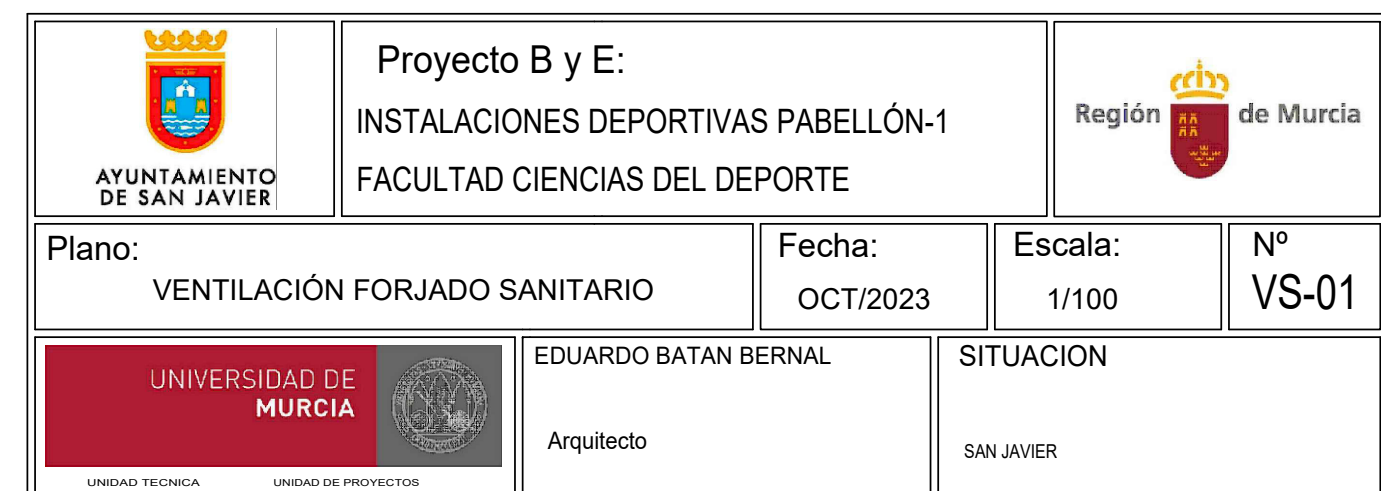 AYUNTAMIENTO
DE SAN JAVIER
Proyecto B y E:
INSTALACIONES DEPORTIVAS PABELLÓN-1
FACULTAD CIENCIAS DEL DEPORTE
Región de Murcia
Plano:
VENTILACIÓN FORJADO SANITARIO
Fecha:
OCT/2023
Escala:
1/100
Nº
VS-01
UNIVERSIDAD DE
MURCIA
UNIDAD TECNICA UNIDAD DE PROYECTOS
EDUARDO BATAN BERNAL
Arquitecto
SITUACION
SAN JAVIER